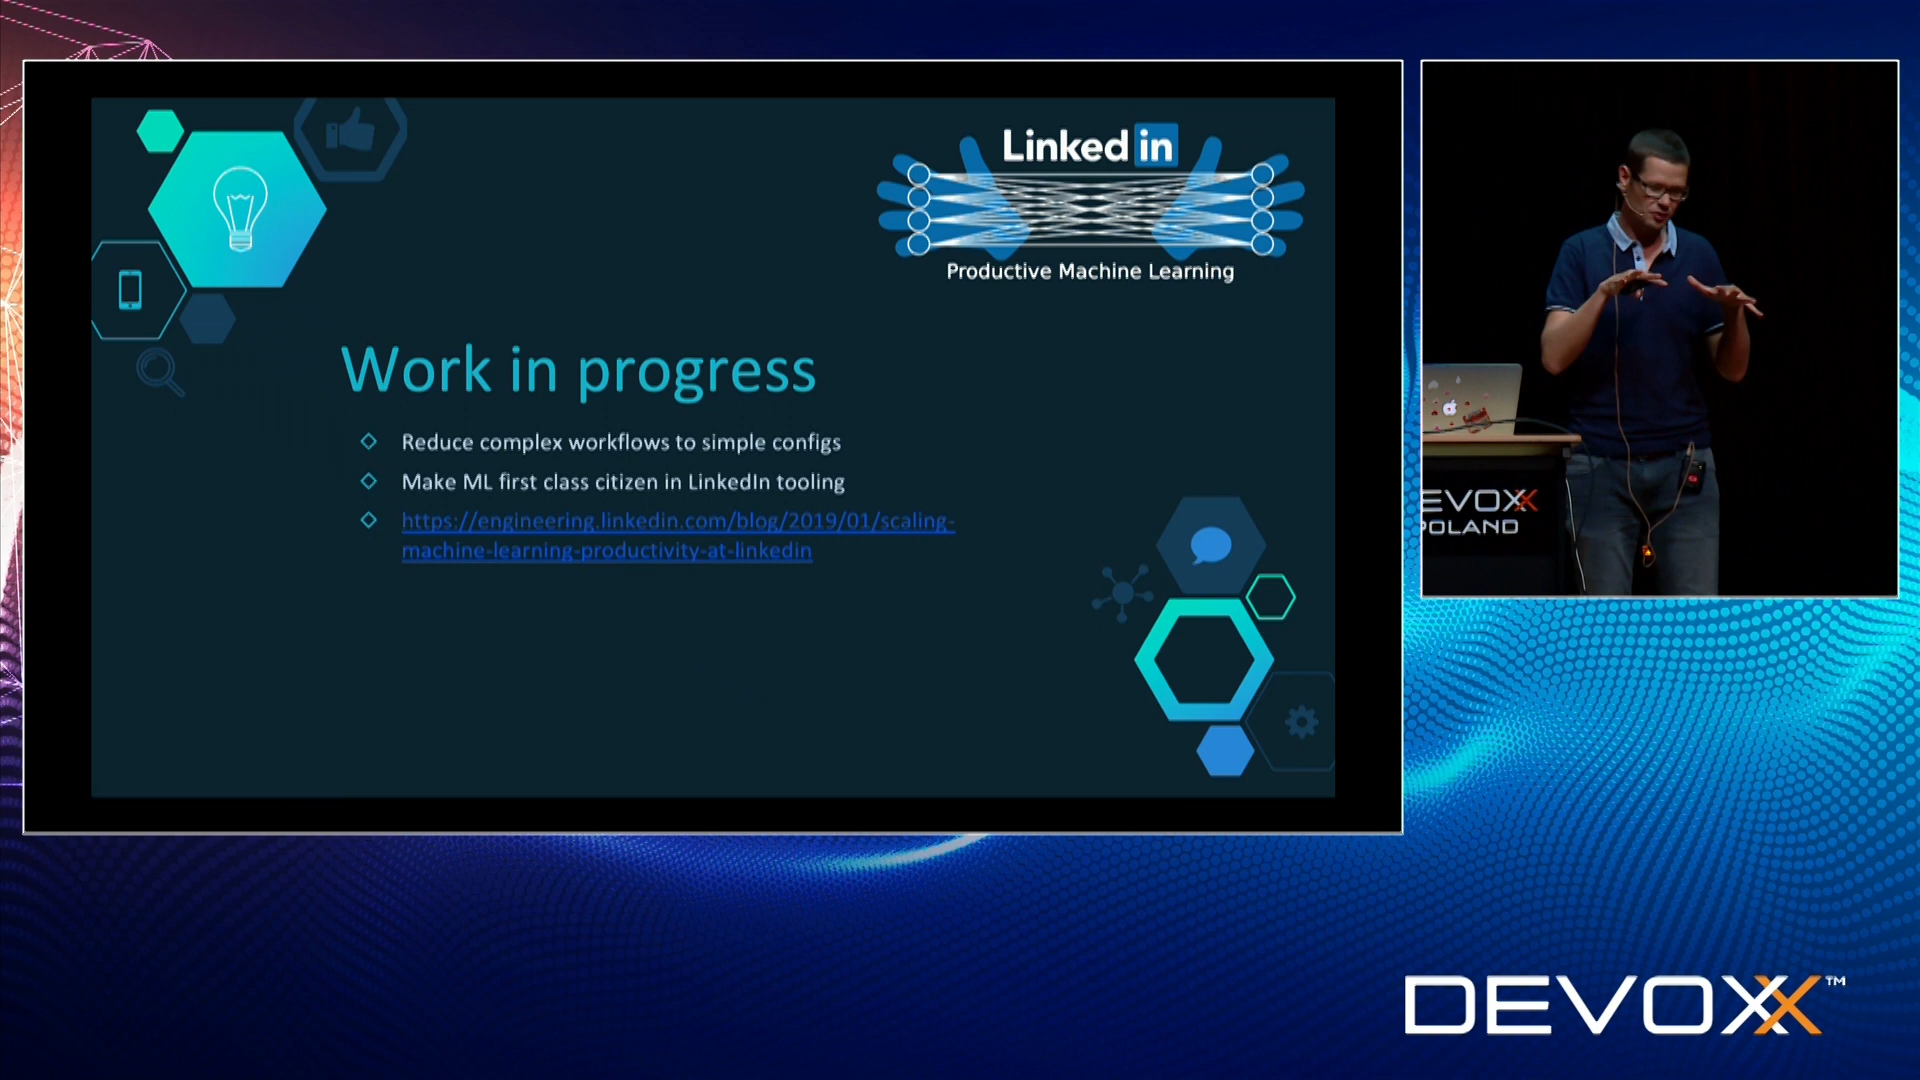 Linked in
Productive Machine Learning
Work in progress
Reduce complex workflows to simple configs
Make ML first class citizen in LinkedIn tooling
https://engineering.linkedin.com/blog/2019/01/scaling-
machine-learning-productivity-at-linkedin
EVOXX
POLAND
DEVOXX™